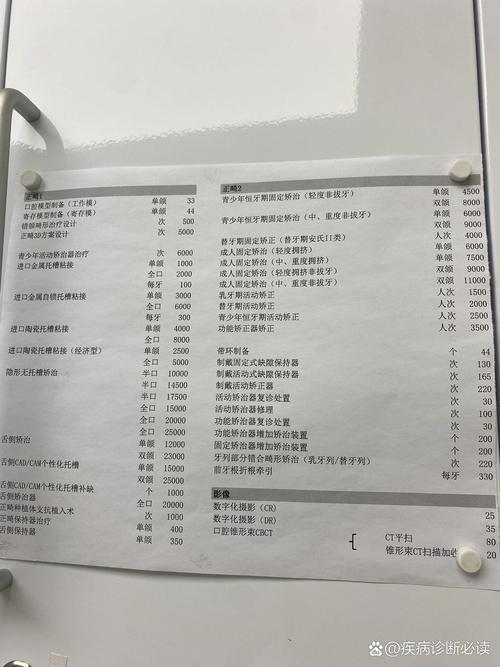 正畸1
口腔模型制备（工作模） 单颌 33
寄存模型制备（寄存模） 单颌 44
错颌畸形治疗设计 次 500
正畸3D方案设计 次 5000
青少年活动矫治器治疗 次 6000
进口金属托槽粘接 单颌 1000
全口 2000
每牙 100
进口金属自锁托槽粘接 单颌 3000
全口 6000
每牙 300
进口陶瓷托槽粘接 单颌 4000
全口 8000
进口陶瓷托槽粘接（经济型） 单颌 2500
全口 5000
隐形无托槽矫治 半口 10000
半口 14500
半口 17500
全口 15000
全口 20000
全口 25000
舌侧矫治 单颌 12000
双颌 23000
舌侧CAD/CAM个性化托槽 单颌 15000
双颌 25000
舌侧CAD/CAM个性化托槽补缺 个 1000
舌侧矫治器 全口 20000
正畸种植体支抗植入术 次 1000
正畸保持器治疗 单颌 400
舌侧保持器 单颌 350
正畸2
青少年恒牙期固定矫治（轻度非拔牙） 单颌 4500
双颌 8000
青少年恒牙期固定矫治（中、重度非拔牙） 单颌 6000
双颌 9000
替牙期固定矫正（替牙期安氏II类） 人次 4000
成人固定矫治（轻度拥挤） 单颌 6000
成人固定矫治（中、重度拥挤） 单颌 7500
成人固定矫治（轻度拥挤非拔牙） 双颌 9000
成人固定矫治（中、重度拥挤非拔牙） 双颌 11000
乳牙期活动矫正 人次 1500
替牙期活动矫正 人次 2000
青少年恒牙期活动矫正 人次 2500
功能矫正器矫正 人次 3500
带环制备 个 44
制戴固定式缺隙保持器 次 130
制戴活动式缺隙保持器 次 165
制戴活动矫正器 次 220
活动矫治器复诊处置 次 30
活动矫治器修理 次 100
功能矫治器复诊处置 次 30
功能矫治器增加矫治装置 个 200
固定矫治器增加矫治装置 个 200
牙列部分错合畸形矫治（乳牙列/替牙列） 次 220
前牙根折根牵引 每牙 330
影像
数字化摄影（CR） 25
数字化摄影（DR） 35
口腔锥形束CBCT CT平扫 80
锥形束CT扫描加收 20
疾病诊断必读